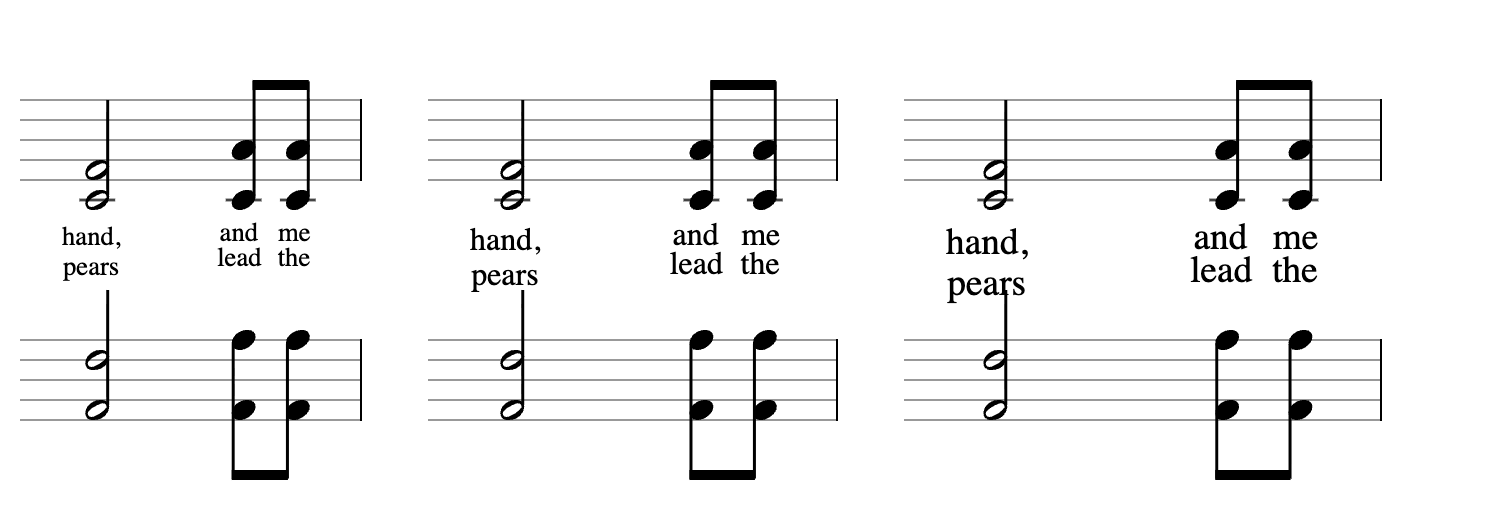 hand, and me hand, and me hand, and me
pears lead the pears lead the pears lead the